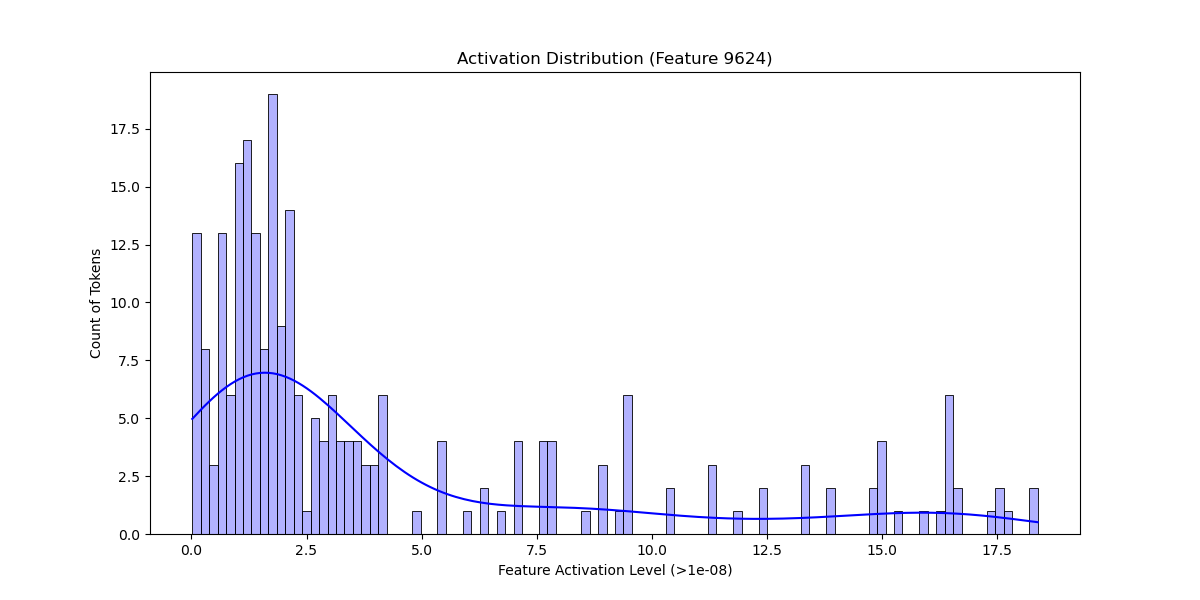 Activation Distribution (Feature 9624)
Count of Tokens
17.5
15.0
12.5
10.0
7.5
5.0
2.5
0.0
0.0 2.5 5.0 7.5 10.0 12.5 15.0 17.5
Feature Activation Level (>1e-08)